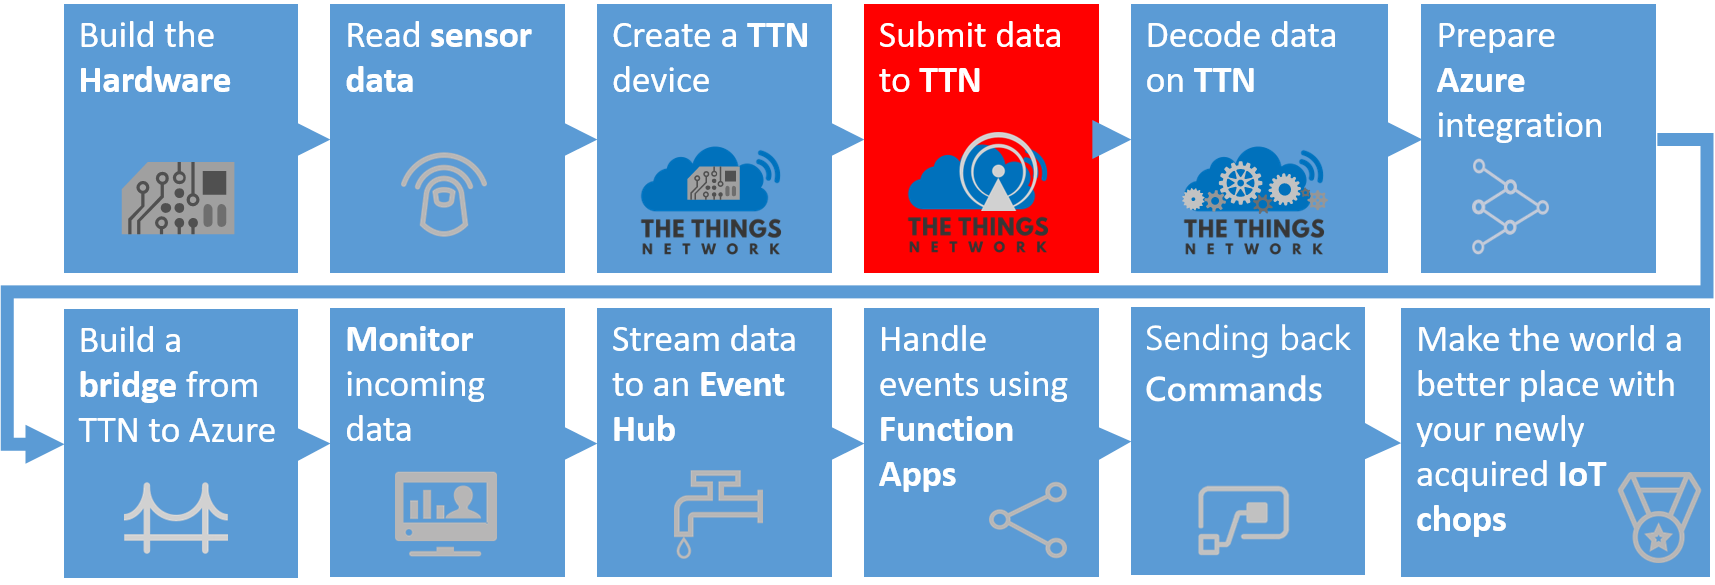 Build the
Hardware
Read sensor
data
Create a TTN
device
THE THINGS
NETWORK
Submit data
to TTN
THE THINGS
NETWORK
Decode data
on TTN
THE THINGS
NETWORK
Prepare
Azure
integration
Build a
bridge from
TTN to Azure
Monitor
incoming
data
Stream data
to an Event
Hub
Handle
events using
Function
Apps
Sending back
Commands
Make the world a
better place with
your newly
acquired IoT
chops